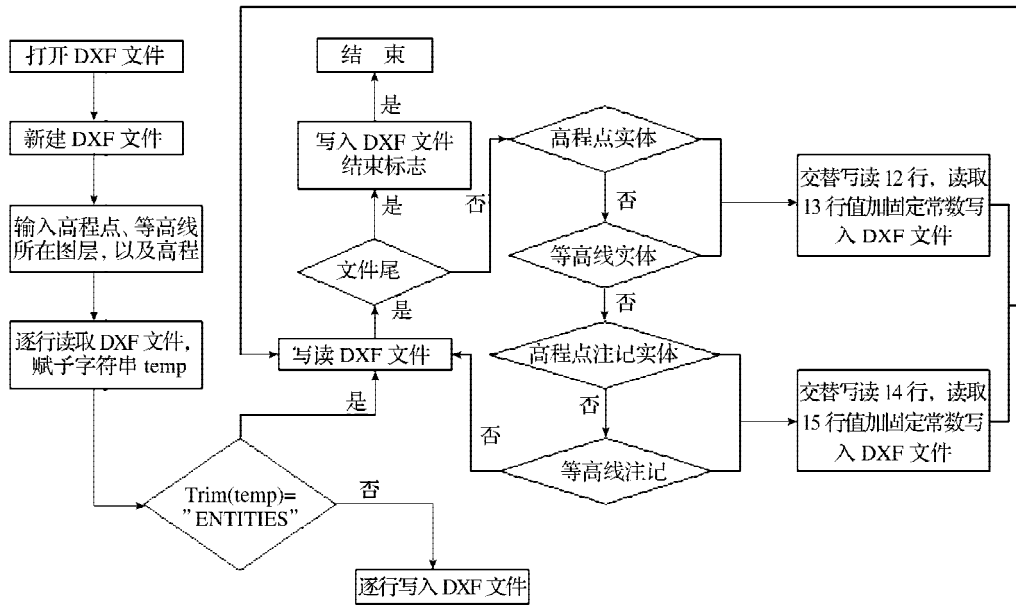 打开 DXF 文件
新建 DXF 文件
输入高程点、等高线
所在图层, 以及高程
逐行读取 DXF 文件,
赋子字符串 temp
Trim(temp)=
"ENTITIES"
是
否
逐行写入 DXF 文件
写读 DXF 文件
是
文件尾
是
否
写入 DXF 文件
结束标志
是
结 束
高程点实体
否
等高线实体
否
高程点注记实体
否
等高线注记
否
交替写读 12 行, 读取
13 行值加固定常数写
入 DXF 文件
交替写读 14 行, 读取
15 行值加固定常数写
入 DXF 文件